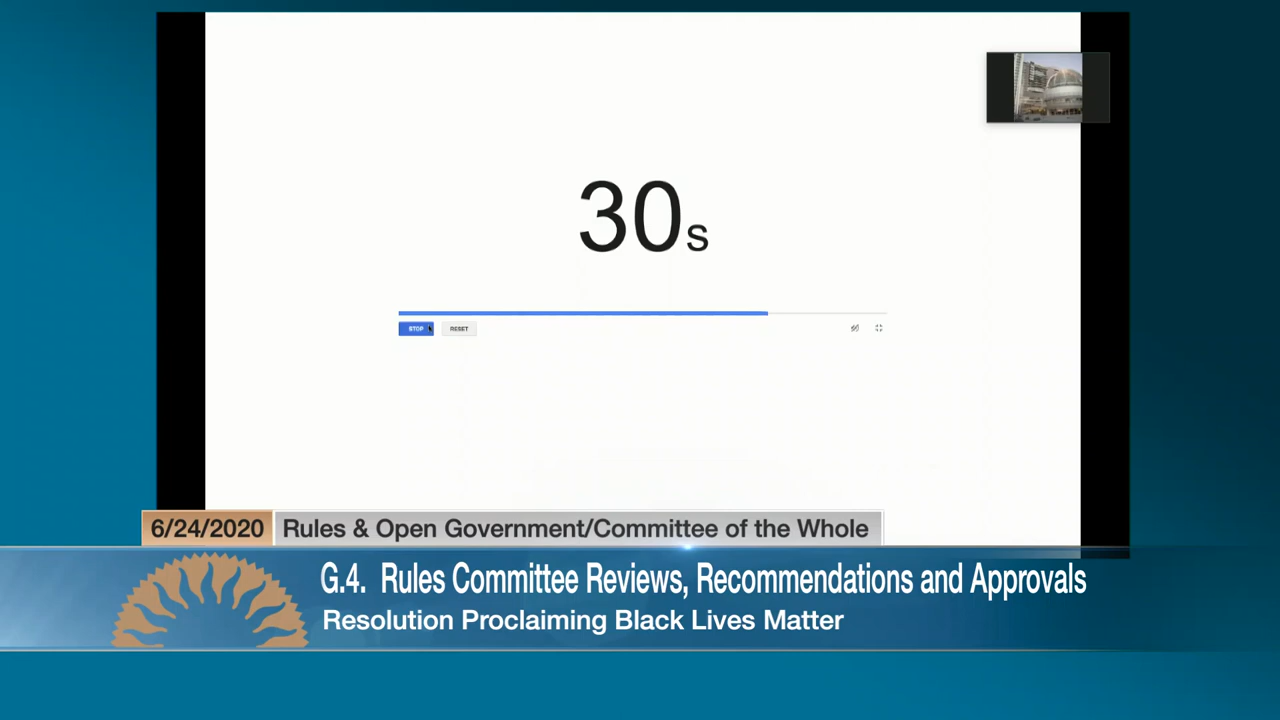 30s
STOP
RESET
6/24/2020
Rules & Open Government/Committee of the Whole
G.4. Rules Committee Reviews, Recommendations and Approvals
Resolution Proclaiming Black Lives Matter